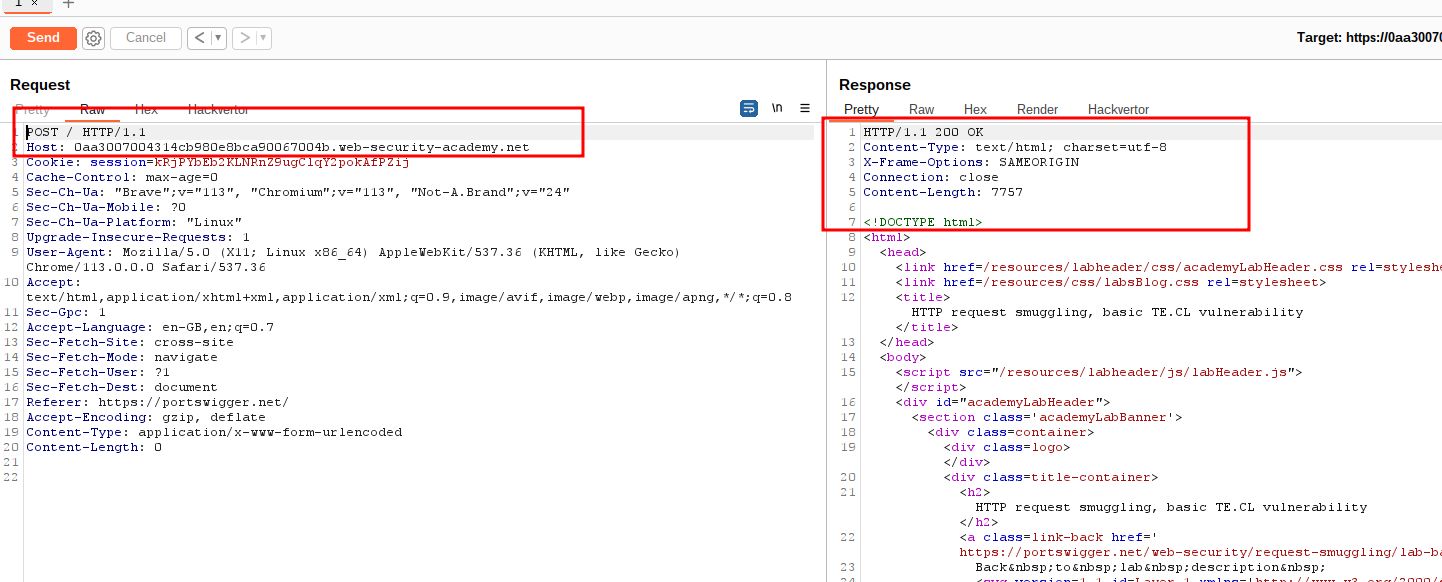 1 ×
+
Send
Cancel
<
>
Target: https://0aa30070
Request
Pretty Raw Hex Hackvertor
\n
1 POST / HTTP/1.1
2 Host: 0aa3007004314cb980e8bca90067004b.web-security-academy.net
3 Cookie: session=kRjPYbEb2KLNRnZ9ugClqY2pokAfPZij
4 Cache-Control: max-age=0
5 Sec-Ch-Ua: "Brave";v="113", "Chromium";v="113", "Not-A.Brand";v="24"
6 Sec-Ch-Ua-Mobile: ?0
7 Sec-Ch-Ua-Platform: "Linux"
8 Upgrade-Insecure-Requests: 1
9 User-Agent: Mozilla/5.0 (X11; Linux x86_64) AppleWebKit/537.36 (KHTML, like Gecko)
Chrome/113.0.0.0 Safari/537.36
10 Accept:
text/html,application/xhtml+xml,application/xml;q=0.9,image/avif,image/webp,image/apng,*/*;q=0.8
11 Sec-Gpc: 1
12 Accept-Language: en-GB,en;q=0.7
13 Sec-Fetch-Site: cross-site
14 Sec-Fetch-Mode: navigate
15 Sec-Fetch-User: ?1
16 Sec-Fetch-Dest: document
17 Referer: https://portswigger.net/
18 Accept-Encoding: gzip, deflate
19 Content-Type: application/x-www-form-urlencoded
20 Content-Length: 0
21
22
Response
Pretty Raw Hex Render Hackvertor
1 HTTP/1.1 200 OK
2 Content-Type: text/html; charset=utf-8
3 X-Frame-Options: SAMEORIGIN
4 Connection: close
5 Content-Length: 7757
6
7 <!DOCTYPE html>
8 <html>
9 <head>
10 <link href=/resources/labheader/css/academyLabHeader.css rel=styleshe
11 <link href=/resources/css/labsBlog.css rel=stylesheet>
12 <title>
HTTP request smuggling, basic TE.CL vulnerability
</title>
13 </head>
14 <body>
15 <script src="/resources/labheader/js/labHeader.js">
</script>
16 <div id="academyLabHeader">
17 <section class='academyLabBanner'>
18 <div class=container>
19 <div class=logo>
</div>
20 <div class=title-container>
21 <h2>
HTTP request smuggling, basic TE.CL vulnerability
</h2>
22 <a class=link-back href='
https://portswigger.net/web-security/request-smuggling/lab-ba
23 Back&nbsp;to&nbsp;lab&nbsp;description&nbsp;